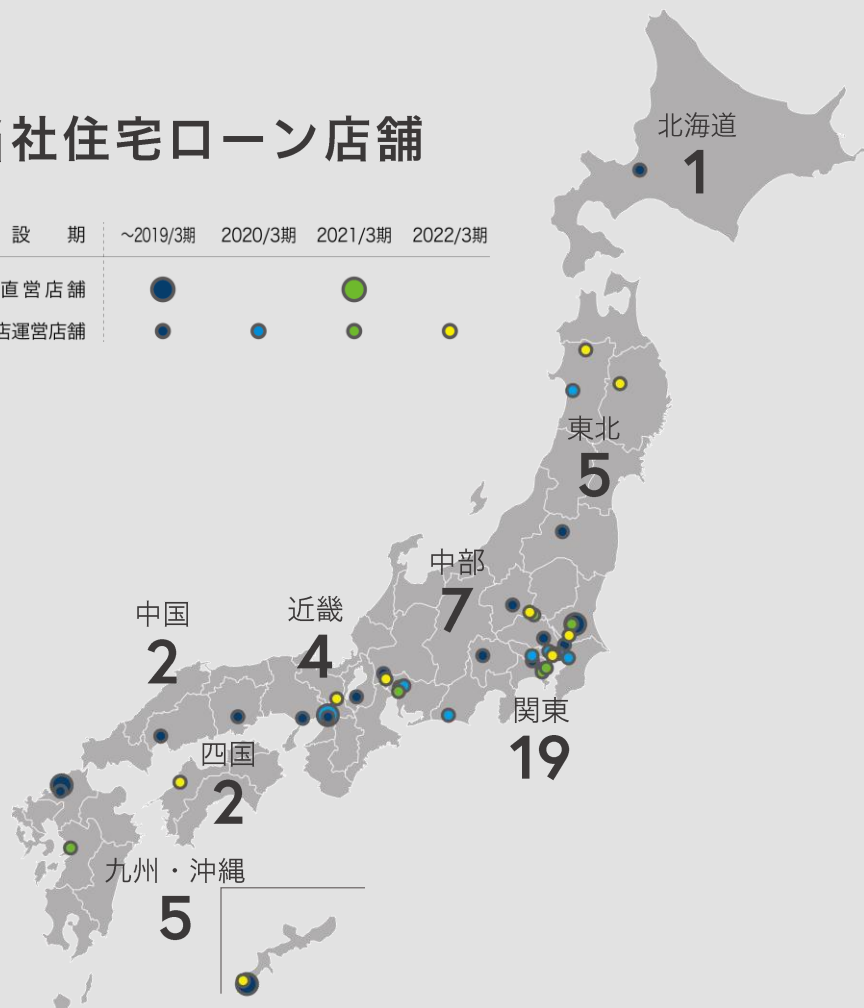 社住宅ローン店舗
設 期 ～2019/3期 2020/3期 2021/3期 2022/3期
直営店舗
店運営店舗
北海道
1
東北
5
中部
7
近畿
4
中国
2
関東
19
四国
2
九州・沖縄
5